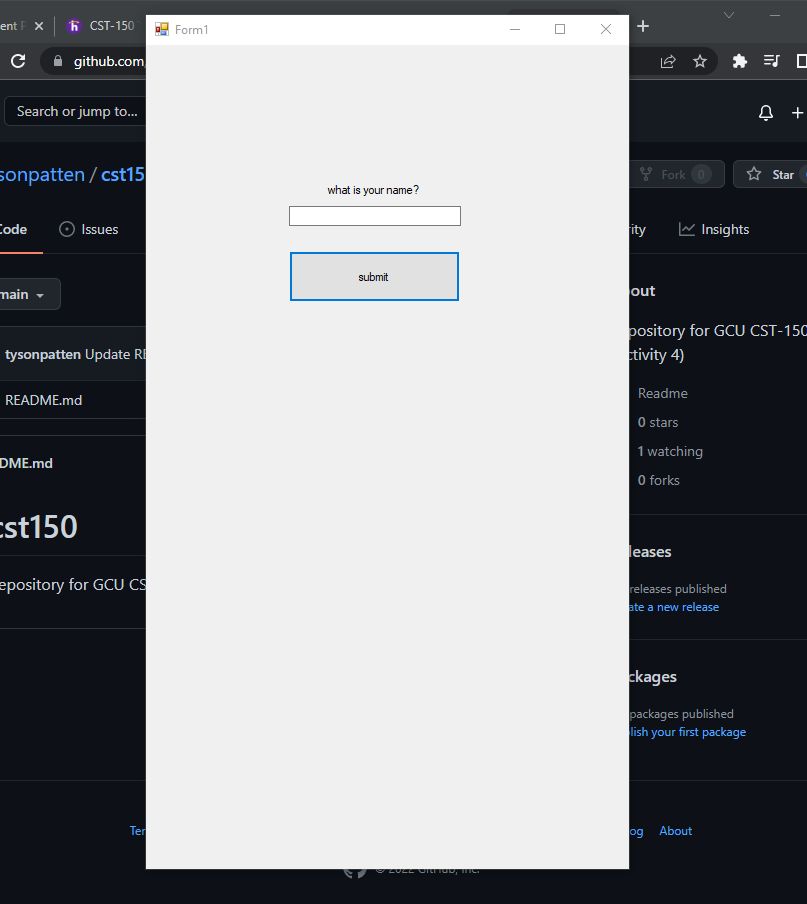 ent P
CST-150
Form1
github.com
Search or jump to...
sonpatten / cst15
Fork 0
Star
Code
Issues
rity
Insights
what is your name?
submit
main
out
pository for GCU CST-150
ctivity 4)
tysonpatten Update RE
README.md
Readme
0 stars
1 watching
0 forks
DME.md
cst150
epository for GCU CS
leases
releases published
ate a new release
ckages
packages published
lish your first package
Ter
og
About
© 2022 GitHub, Inc.